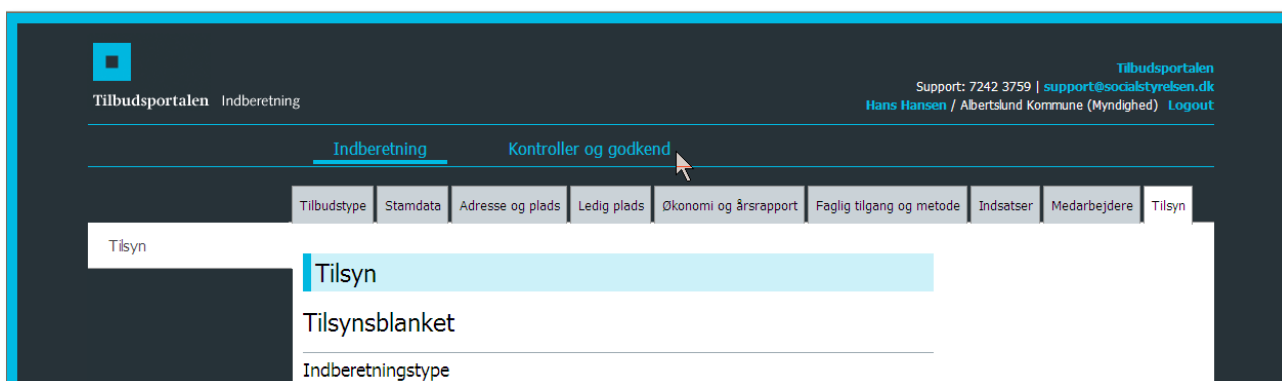 Tilbudsportalen
Support: 7242 3759 | support@socialstyrelsen.dk
Tilbudsportalen Indberetning
Hans Hansen / Albertslund Kommune (Myndighed) Logout
Indberetning Kontroller og godkend
Tilbudstype Stamdata Adresse og plads Ledig plads Økonomi og årsrapport Faglig tilgang og metode Indsatser Medarbejdere Tilsyn
Tilsyn
Tilsyn
Tilsynsblanket
Indberetningstype